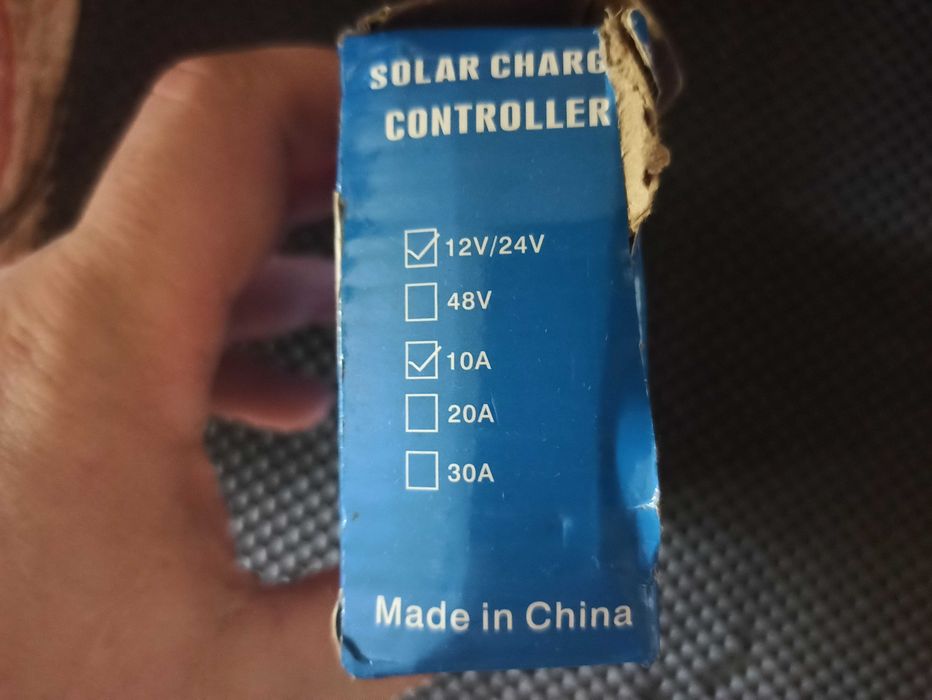 SOLAR CHARG
CONTROLLER
12V/24V
48V
10A
20A
30A
Made in China